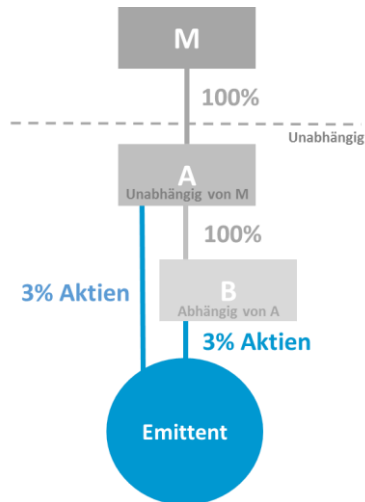 M
100%
Unabhängig
A
Unabhängig von M
100%
3% Aktien
B
Abhängig von A
3% Aktien
Emittent